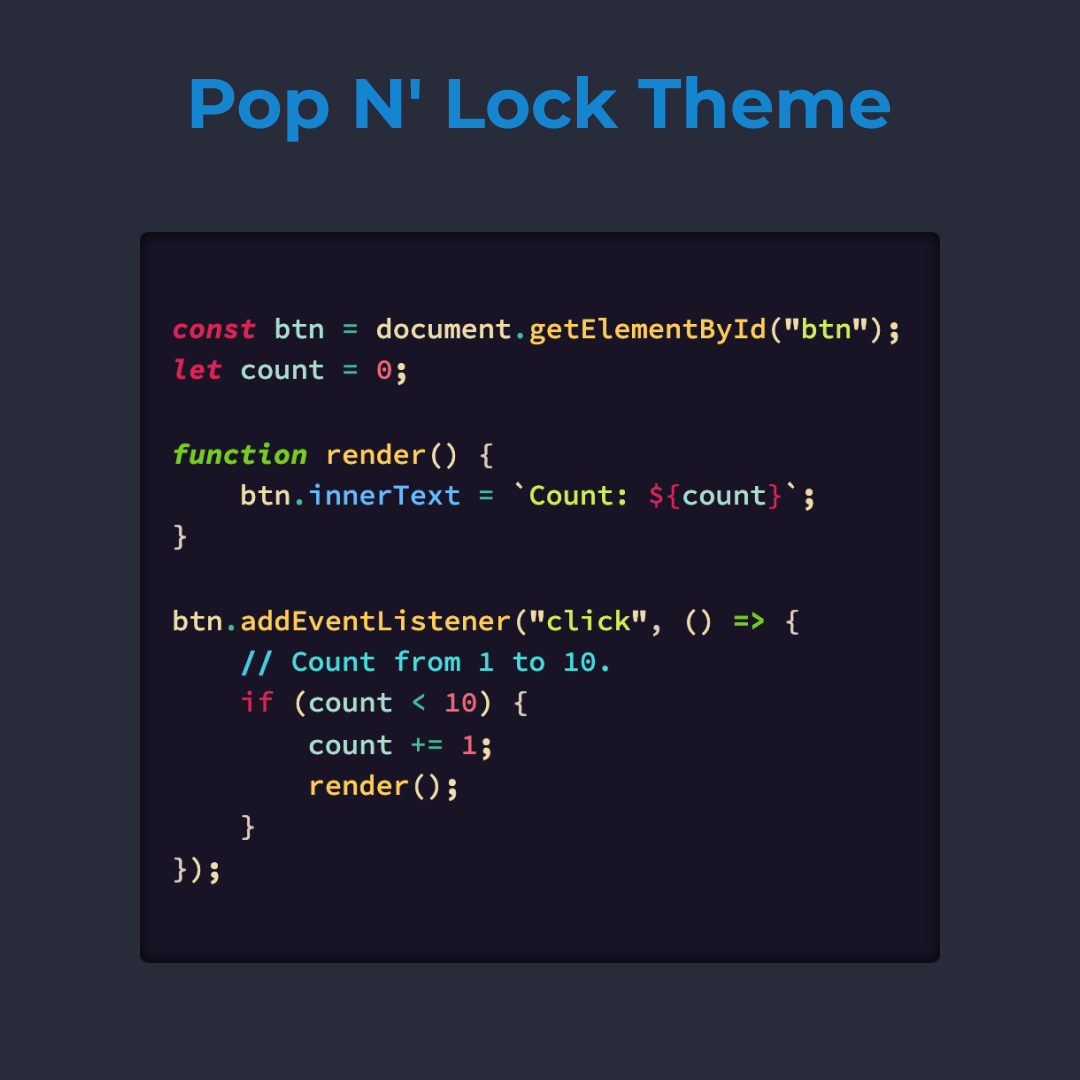 Pop N' Lock Theme
const btn = document.getElementById("btn");
let count = 0;
function render() {
    btn.innerText = `Count: ${count}`;
}
btn.addEventListener("click", () => {
    // Count from 1 to 10.
    if (count < 10) {
        count += 1;
        render();
    }
});